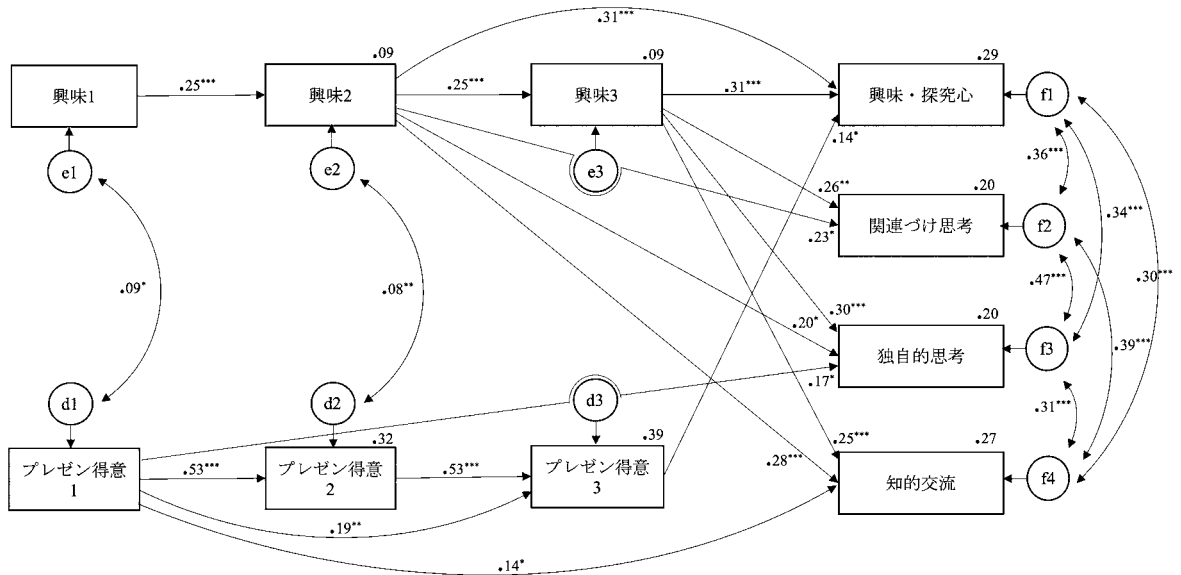 .31***
.09
.09
.29
興味1
.25***
興味2
.25***
興味3
.31***
興味・探究心
f1
.14*
e1
e2
e3
.36***
.26**
.20
.23*
関連づけ思考
f2
.34***
.09*
.08**
.47***
.30***
.30***
.20*
.20
独自的思考
f3
.39***
.17*
d1
d2
d3
.31***
.32
.39
.25***
.27
プレゼン得意
1
.53***
プレゼン得意
2
.53***
プレゼン得意
3
.28***
知的交流
f4
.19**
.14*